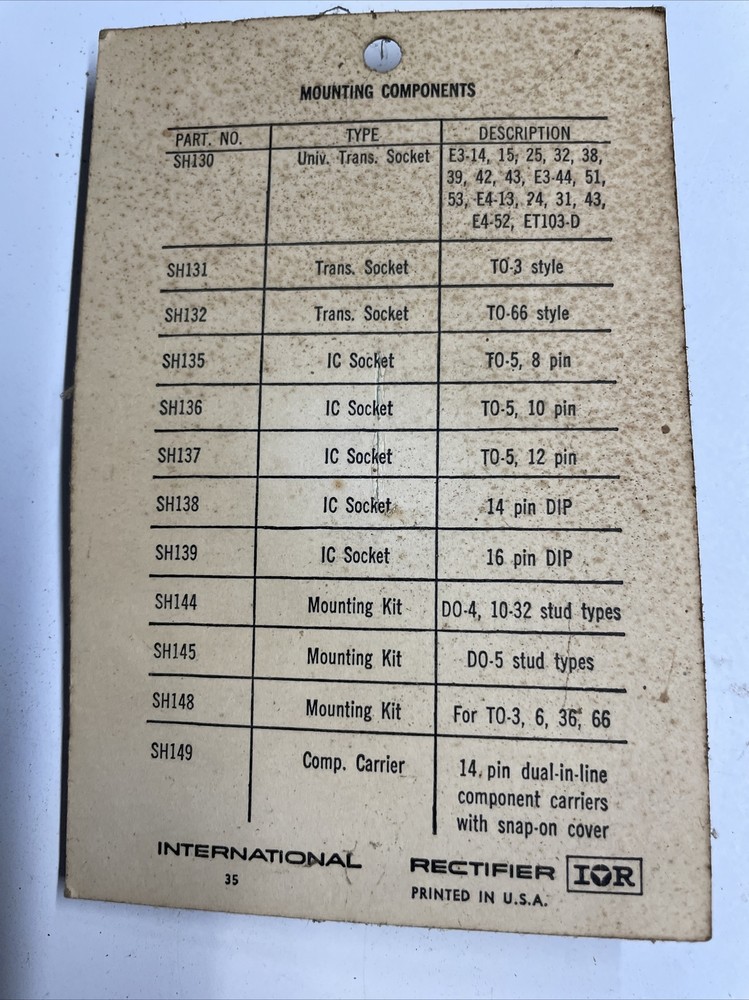 MOUNTING COMPONENTS
PART. NO. TYPE DESCRIPTION
SH130 Univ. Trans. Socket E3-14, 15, 25, 32, 38,
39, 42, 43, E3-44, 51,
53, E4-13, 24, 31, 43,
E4-52, ET103-D
SH131 Trans. Socket TO-3 style
SH132 Trans. Socket TO-66 style
SH135 IC Socket TO-5, 8 pin
SH136 IC Socket TO-5, 10 pin
SH137 IC Socket TO-5, 12 pin
SH138 IC Socket 14 pin DIP
SH139 IC Socket 16 pin DIP
SH144 Mounting Kit DO-4, 10-32 stud types
SH145 Mounting Kit DO-5 stud types
SH148 Mounting Kit For TO-3, 6, 36, 66
SH149 Comp. Carrier 14 pin dual-in-line
component carriers
with snap-on cover
INTERNATIONAL RECTIFIER IOR
35 PRINTED IN U.S.A.